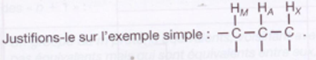 H_M H_A H_X
Justifions-le sur l'exemple simple : –C–C–C– .